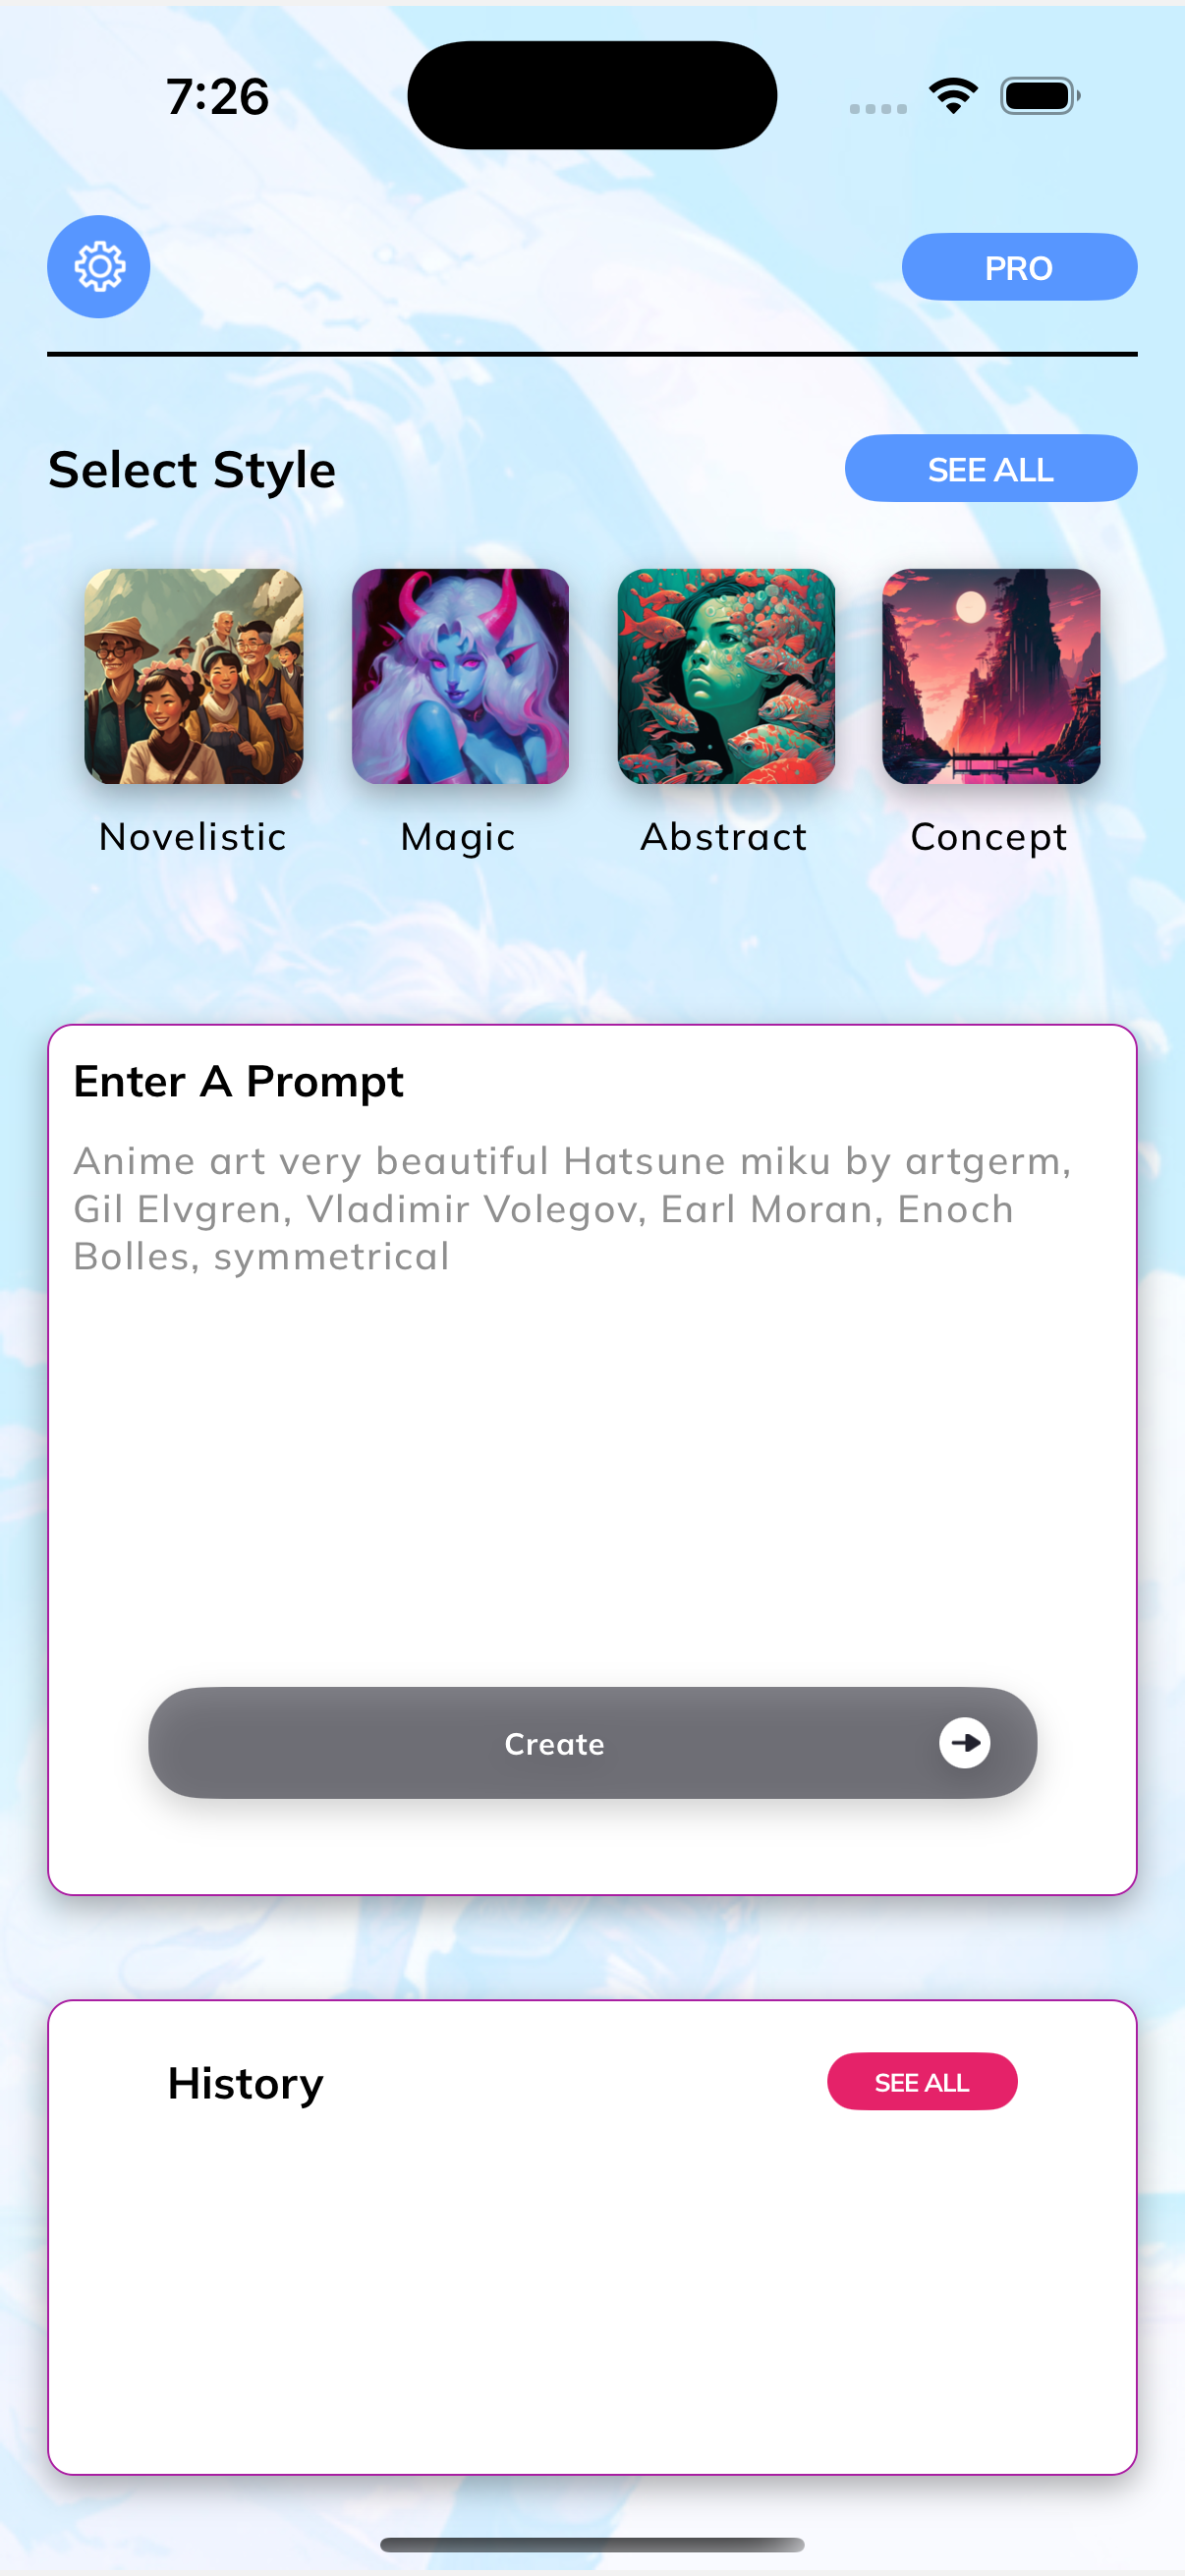 7:26
PRO
Select Style
SEE ALL
Novelistic
Magic
Abstract
Concept
Enter A Prompt
Anime art very beautiful Hatsune miku by artgerm,
Gil Elvgren, Vladimir Volegov, Earl Moran, Enoch
Bolles, symmetrical
Create
History
SEE ALL